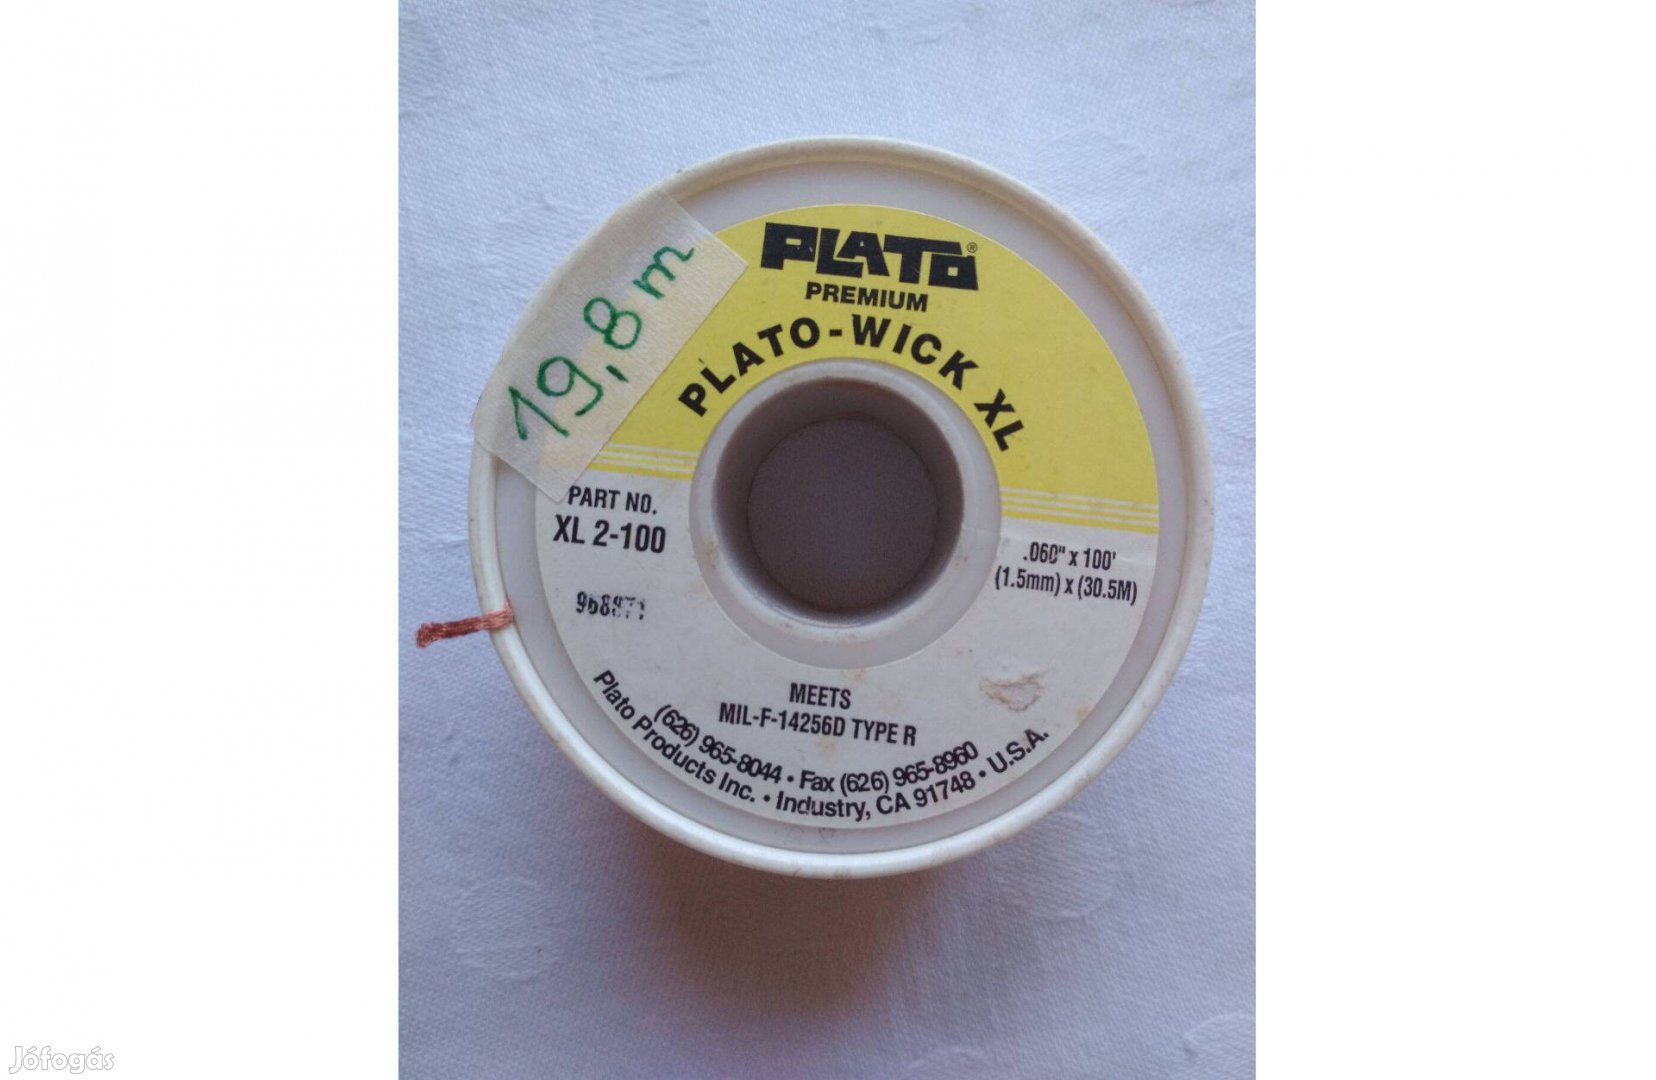 PLATO®
PREMIUM
PLATO-WICK XL
19,8 m
PART NO.
XL 2-100
.060" x 100'
(1.5mm) x (30.5M)
MEETS
MIL-F-14256D TYPE R
(626) 965-8044 • Fax (626) 965-8960
Plato Products Inc. • Industry, CA 91748 • U.S.A.
Jófogás